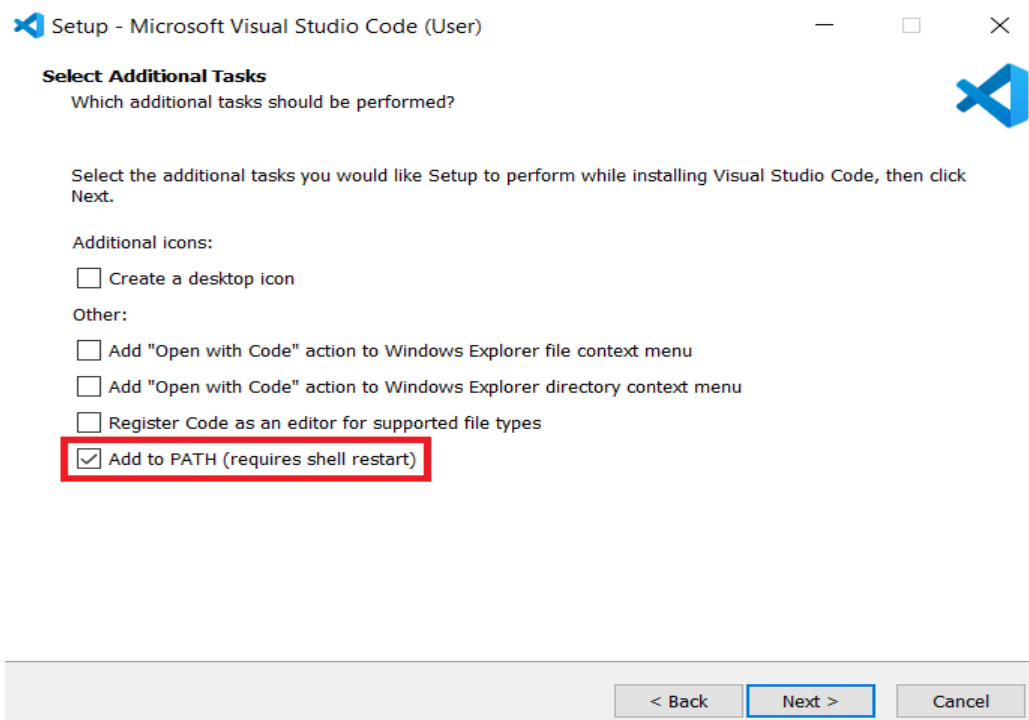 Setup - Microsoft Visual Studio Code (User)
Select Additional Tasks
Which additional tasks should be performed?
Select the additional tasks you would like Setup to perform while installing Visual Studio Code, then click
Next.
Additional icons:
Create a desktop icon
Other:
Add "Open with Code" action to Windows Explorer file context menu
Add "Open with Code" action to Windows Explorer directory context menu
Register Code as an editor for supported file types
Add to PATH (requires shell restart)
< Back Next > Cancel